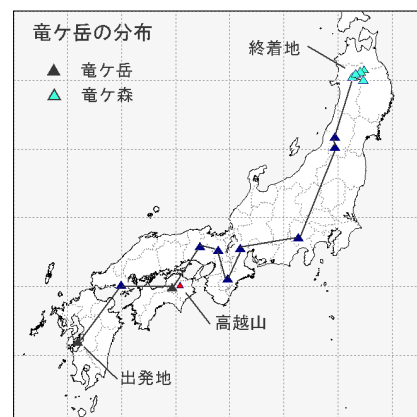 竜ケ岳の分布
竜ケ岳
竜ケ森
終着地
高越山
出発地